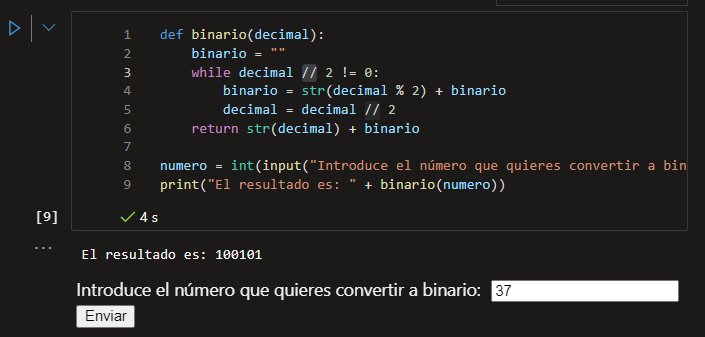 1 def binario(decimal):
2 binario = ""
3 while decimal // 2 != 0:
4 binario = str(decimal % 2) + binario
5 decimal = decimal // 2
6 return str(decimal) + binario
7
8 numero = int(input("Introduce el número que quieres convertir a bin
9 print("El resultado es: " + binario(numero))
[9] 4 s
...
El resultado es: 100101
Introduce el número que quieres convertir a binario: 37
Enviar